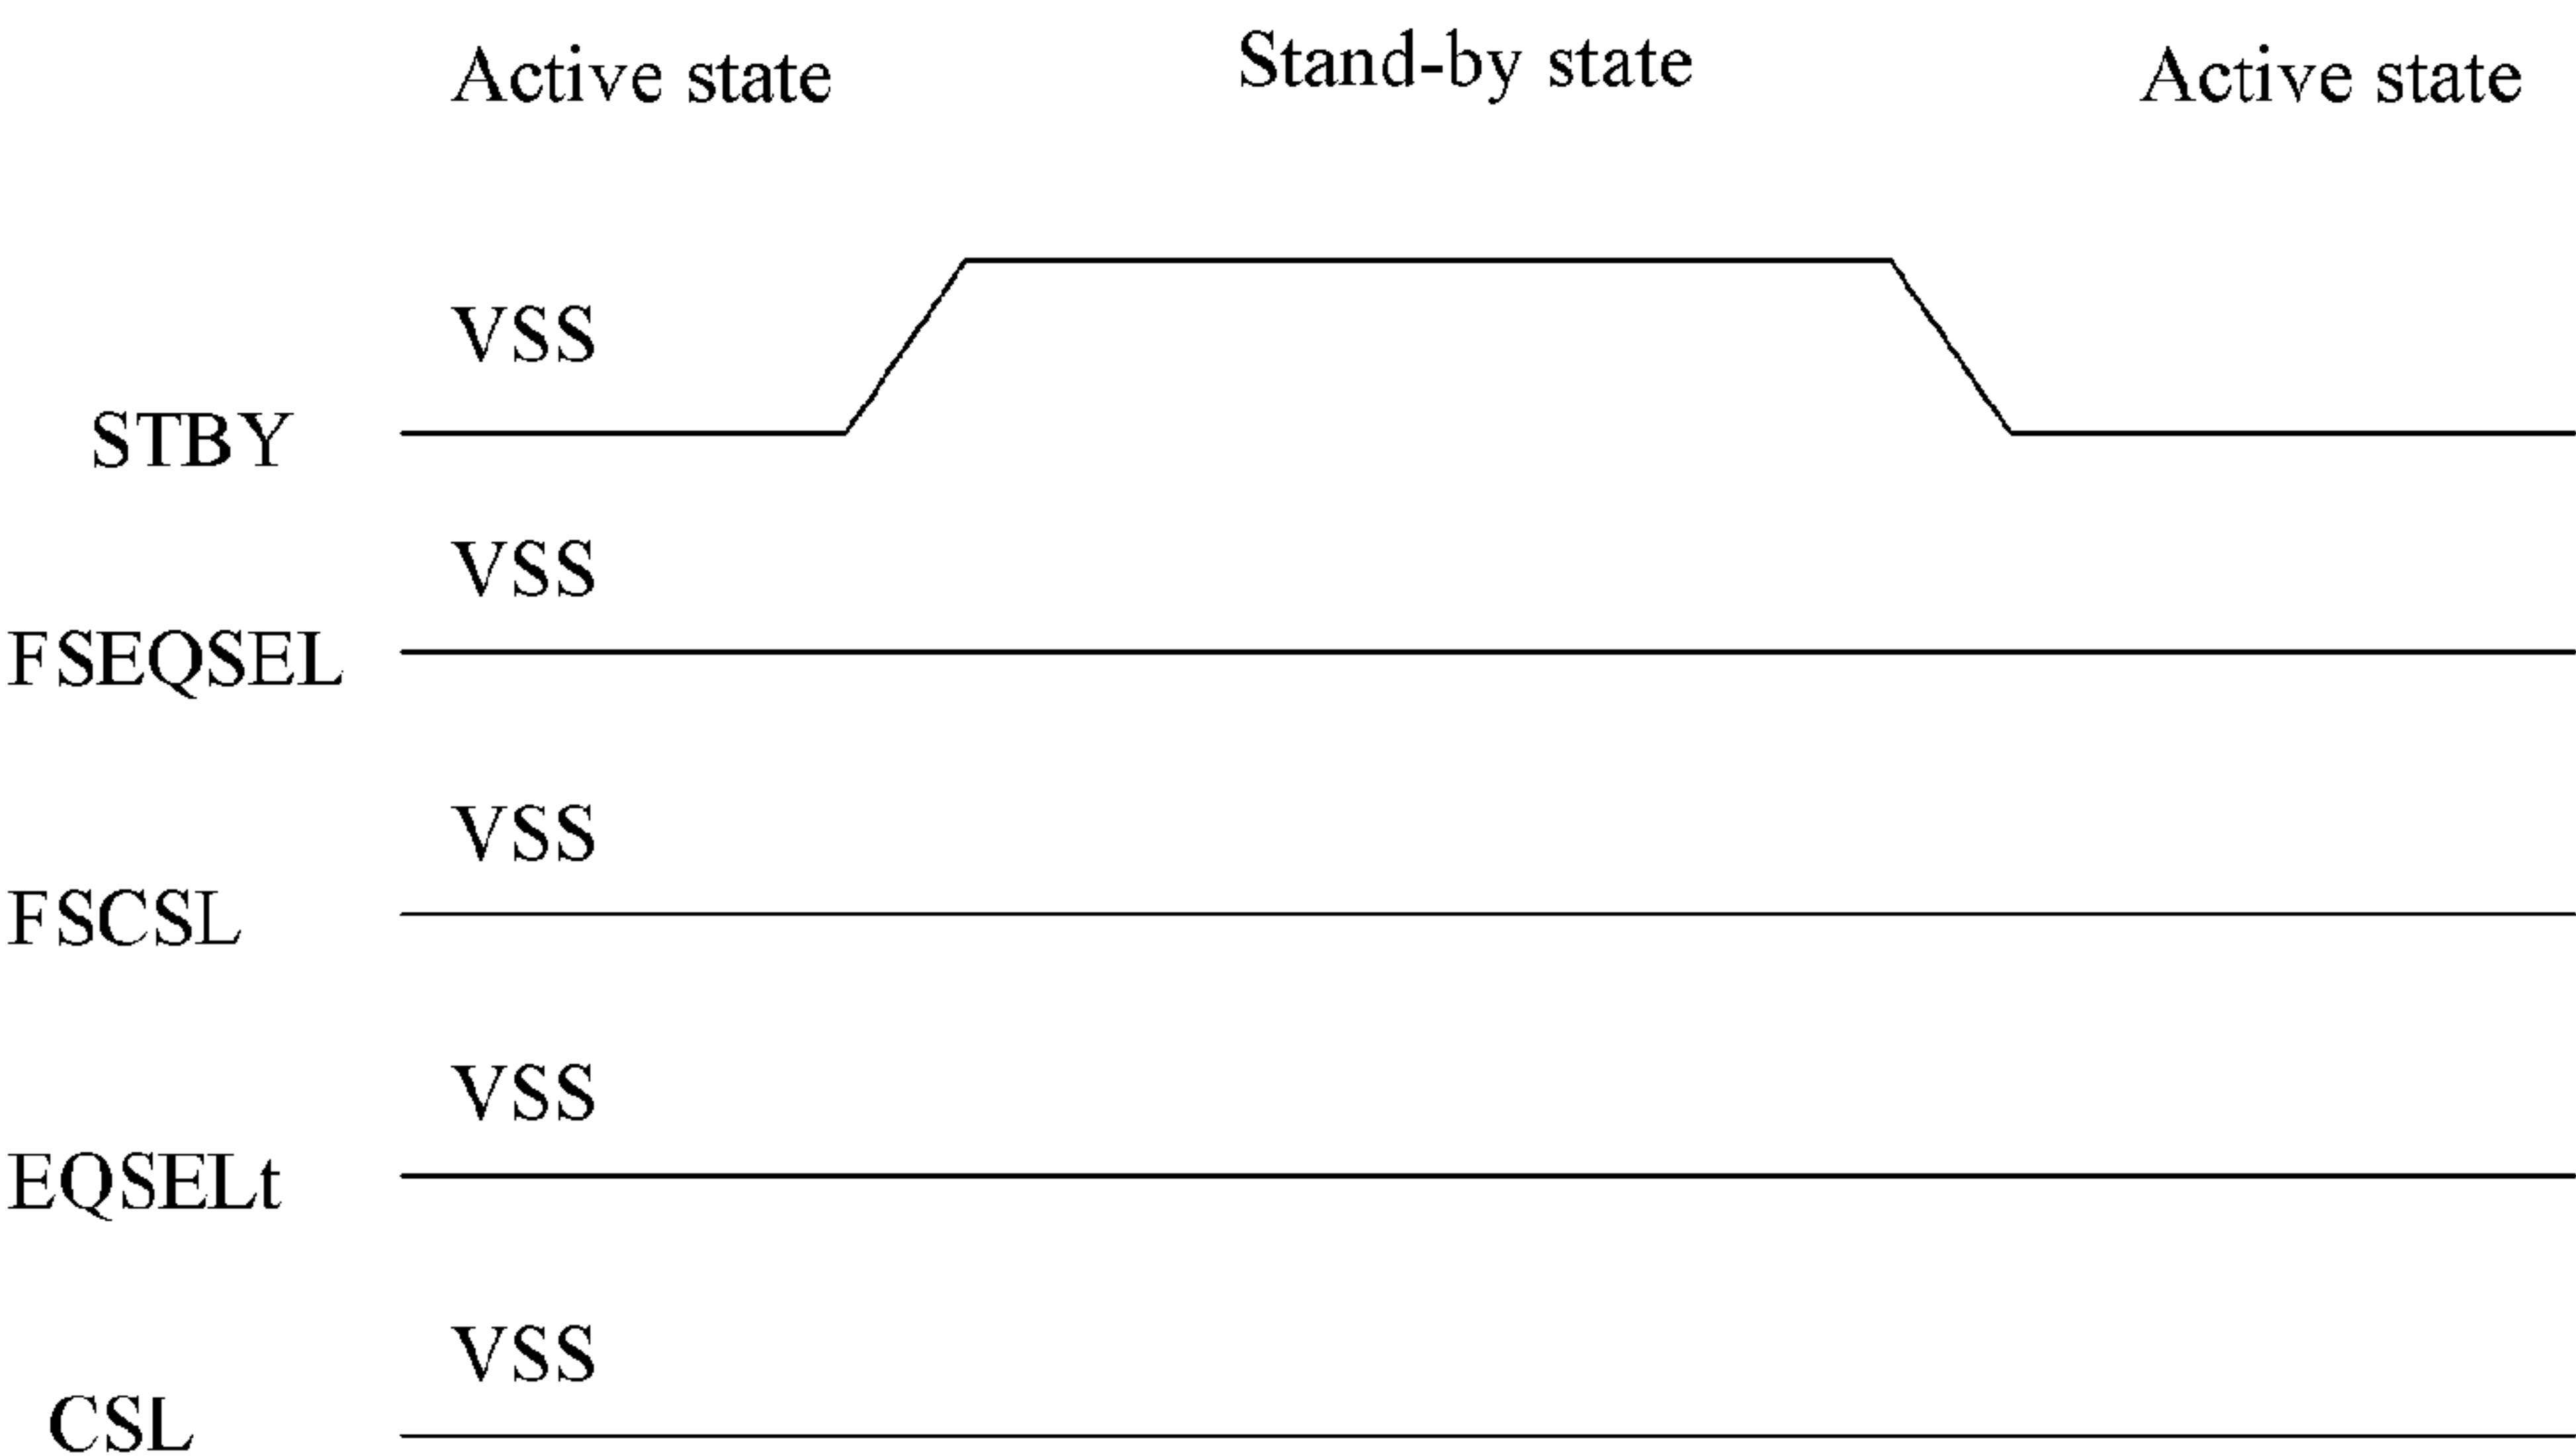 Active state Stand-by state Active state
VSS
STBY
VSS
FSEQSEL
VSS
FSCSL
VSS
EQSELt
VSS
CSL